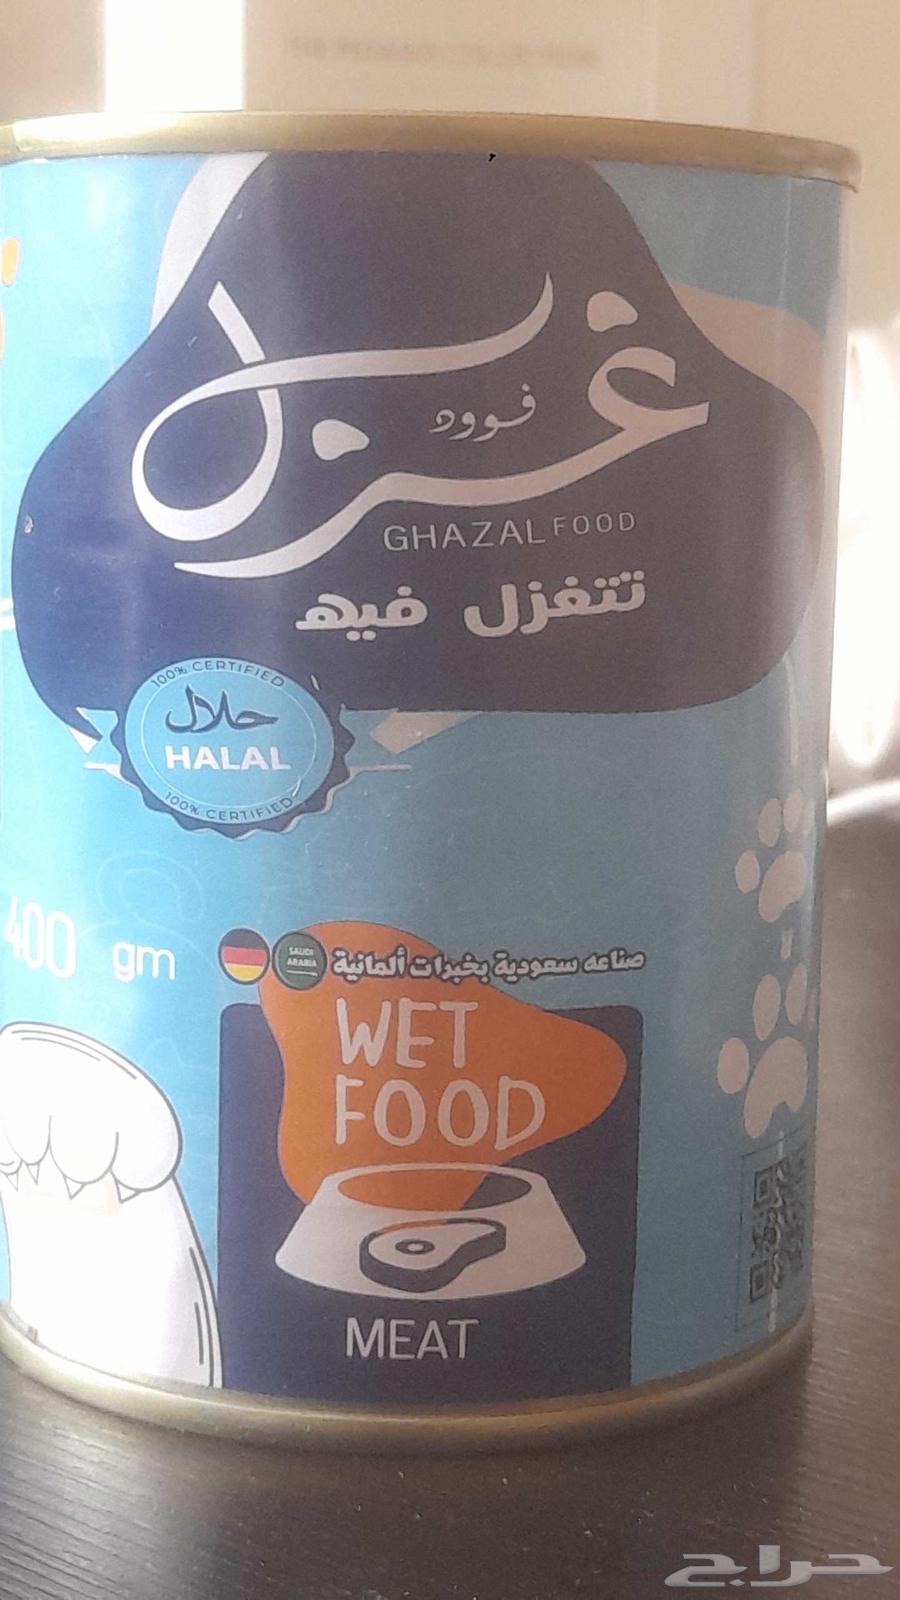 غزل
فوود
GHAZAL FOOD
تتغزل فيه
100% CERTIFIED
حلال
HALAL
100% CERTIFIED
400 gm
SAUDI
ARABIA
صناعه سعودية بخبرات ألمانية
WET
FOOD
MEAT
حراج